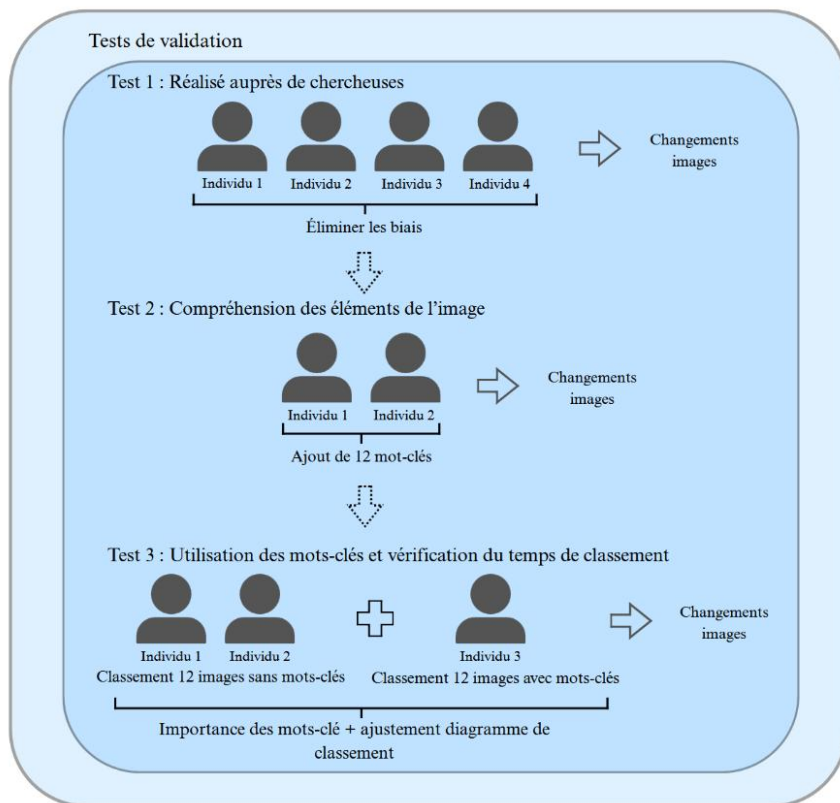 Tests de validation
Test 1 : Réalisé auprès de chercheuses
Individu 1
Individu 2
Individu 3
Individu 4
Changements
images
Éliminer les biais
Test 2 : Compréhension des éléments de l'image
Individu 1
Individu 2
Changements
images
Ajout de 12 mot-clés
Test 3 : Utilisation des mots-clés et vérification du temps de classement
Individu 1
Individu 2
Classement 12 images sans mots-clés
Individu 3
Classement 12 images avec mots-clés
Changements
images
Importance des mots-clé + ajustement diagramme de
classement